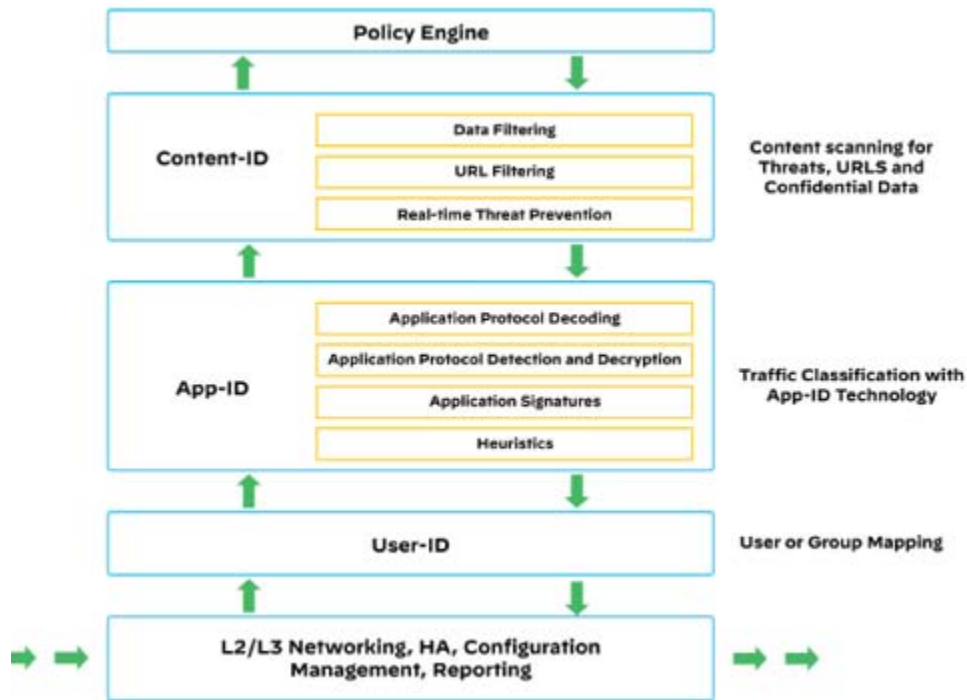 Policy Engine
Content-ID
Data Filtering
URL Filtering
Real-time Threat Prevention
Content scanning for
Threats, URLS and
Confidential Data
App-ID
Application Protocol Decoding
Application Protocol Detection and Decryption
Application Signatures
Heuristics
Traffic Classification with
App-ID Technology
User-ID
User or Group Mapping
L2/L3 Networking, HA, Configuration
Management, Reporting